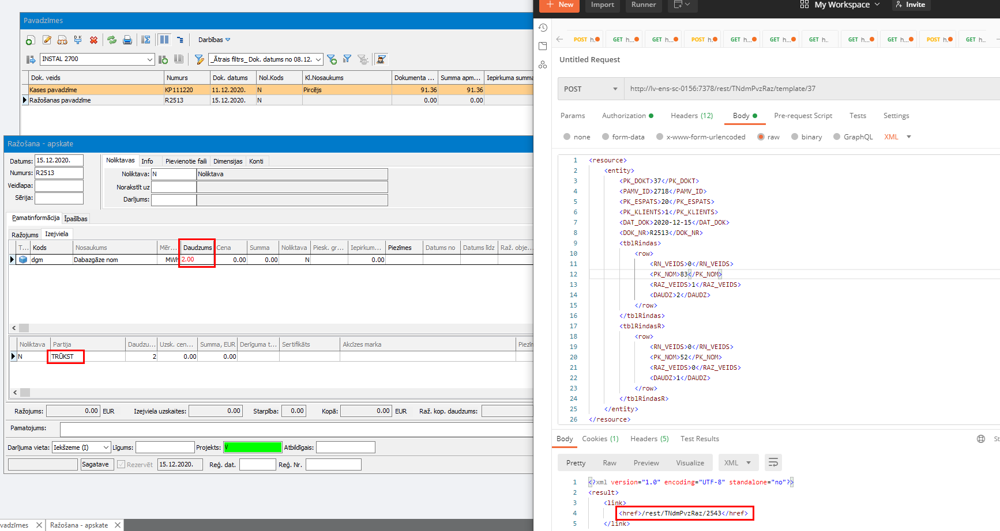 Pavadzīmes
Darbības
INSTAL 2700
_Ātrais filtrs_ Dok. datums no 08.12.
Dok. veids Numurs Dok. datums Nol.Kods Kl.Nosaukums Dokumenta ... Summa apm... Iepirkuma summa
Kases pavadzīme KP111220 11.12.2020. N Pircējs 91.36 91.36
Ražošanas pavadzīme R2513 15.12.2020. N 0.00 0.00
Ražošana - apskate
Datums: 15.12.2020.
Numurs: R2513
Veidlapa:
Sērija:
Noliktavas Info Pievienotie faili Dimensijas Konti
Noliktava: N Noliktava
Norakstīt uz
Darījums:
Pamatinformācija Īpašības
Ražojums Izejviela
T... Kods Nosaukums Mēr... Daudzums Cena Summa Noliktava Piesk. gr... Iepirkum... Piezīmes Datums no Datums līdz Raž. obje...
dgm Dabazgāze nom MWh 2.00 0.00 0.00 N 0.00
Noliktava Partija Daudzu... Uzsk. cen... Summa, EUR Derīguma t... Sertifikāts Akcīzes marka Piezīm
N TRŪKST 2 0.00 0.00
Ražojums: 0.00 EUR Izejviela uzskaites: 0.00 Starpība: 0.00 Kopā: 0.00 EUR Raž. kop. daudzums:
Pamatojums:
Darījuma vieta: Iekšzeme (I) Līgums: Projekts: V Atbildīgais:
Sagatave Rezervēt 15.12.2020. Reģ. dat. Reģ. Nr.
vadzīmes Ražošana - apskate
New Import Runner My Workspace Invite
POST h. GET h... GET h... POST h. GET h... GET h... GET h.. GET h... GET h... POST h. GET h..
Untitled Request
POST http://lv-ens-sc-0156:7378/rest/TNdmPvzRaz/template/37
Params Authorization Headers (12) Body Pre-request Script Tests Settings
none form-data x-www-form-urlencoded raw binary GraphQL XML
1 <resource>
2 <entity>
3 <PK_DOKT>37</PK_DOKT>
4 <PAMV_ID>2718</PAMV_ID>
5 <PK_ESPATS>20</PK_ESPATS>
6 <PK_KLIENTS>1</PK_KLIENTS>
7 <DAT_DOK>2020-12-15</DAT_DOK>
8 <DOK_NR>R2513</DOK_NR>
9 <tblRindas>
10 <row>
11 <RN_VEIDS>0</RN_VEIDS>
12 <PK_NOM>83</PK_NOM>
13 <RAZ_VEIDS>1</RAZ_VEIDS>
14 <DAUDZ>2</DAUDZ>
15 </row>
16 </tblRindas>
17 <tblRindasR>
18 <row>
19 <RN_VEIDS>0</RN_VEIDS>
20 <PK_NOM>52</PK_NOM>
21 <RAZ_VEIDS>0</RAZ_VEIDS>
22 <DAUDZ>1</DAUDZ>
23 </row>
24 </tblRindasR>
25 </entity>
26 </resource>
Body Cookies (1) Headers (5) Test Results St
Pretty Raw Preview Visualize XML
1 <?xml version="1.0" encoding="UTF-8" standalone="no"?>
2 <result>
3 <link>
4 <href>/rest/TNdmPvzRaz/2543</href>
5 </link>